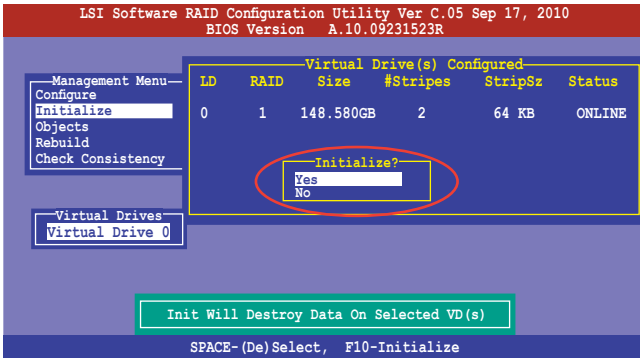 LSI Software RAID Configuration Utility Ver C.05 Sep 17, 2010
BIOS Version A.10.09231523R
Management Menu
Configure
Initialize
Objects
Rebuild
Check Consistency
Virtual Drive(s) Configured
LD RAID Size #Stripes StripSz Status
0 1 148.580GB 2 64 KB ONLINE
Initialize?
Yes
No
Virtual Drives
Virtual Drive 0
Init Will Destroy Data On Selected VD(s)
SPACE-(De)Select, F10-Initialize